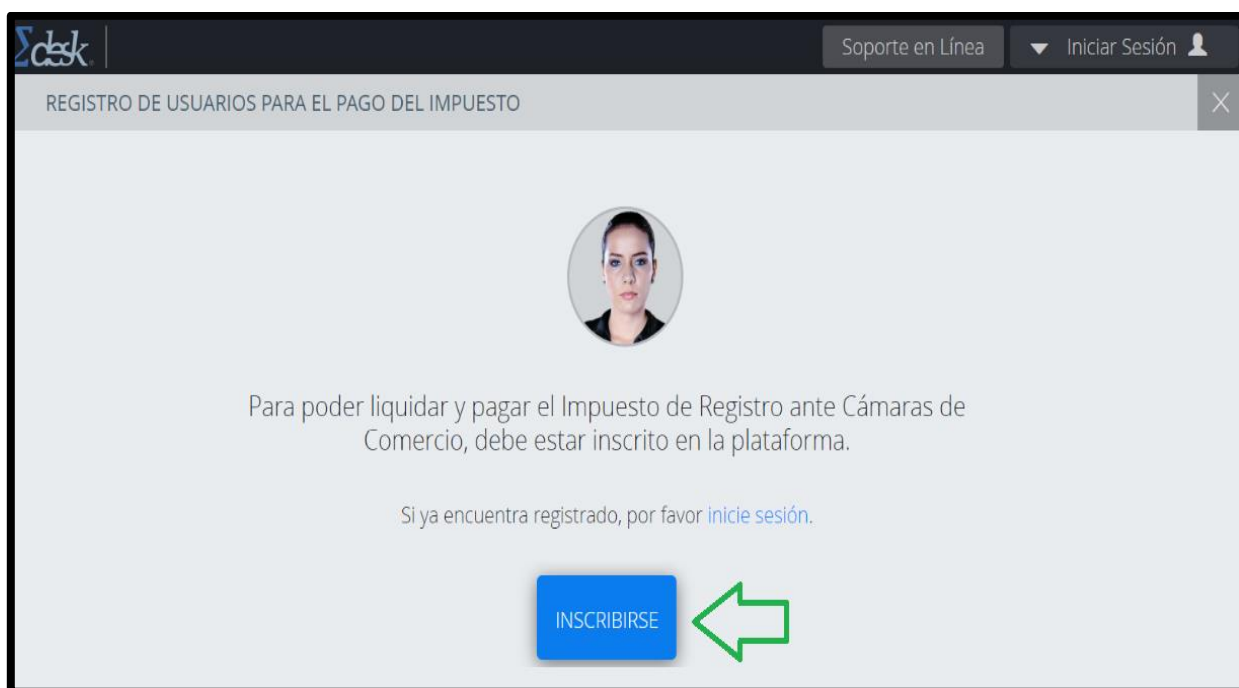 Σdesk.
Soporte en Línea
Iniciar Sesión
REGISTRO DE USUARIOS PARA EL PAGO DEL IMPUESTO
X
Para poder liquidar y pagar el Impuesto de Registro ante Cámaras de
Comercio, debe estar inscrito en la plataforma.
Si ya encuentra registrado, por favor inicie sesión.
INSCRIBIRSE